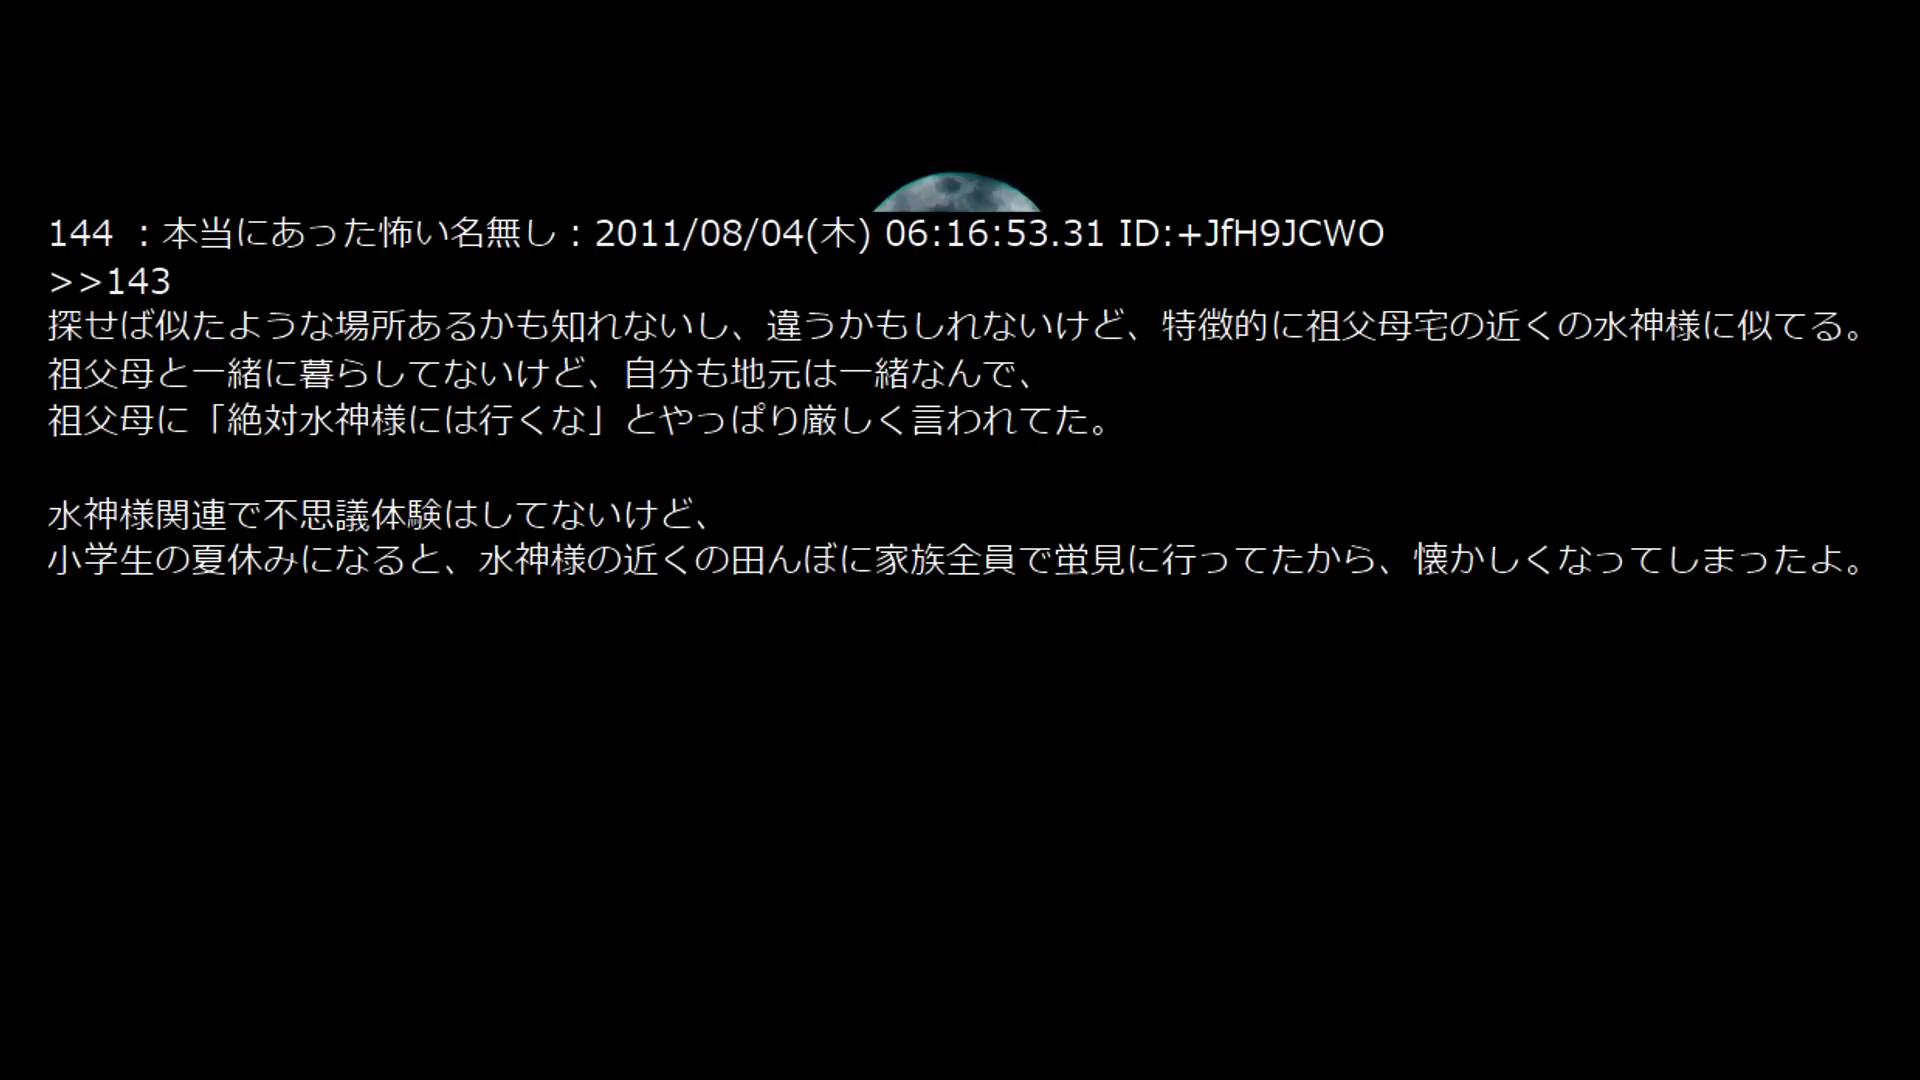 144 ：本当にあった怖い名無し：2011/08/04(木) 06:16:53.31 ID:+JfH9JCWO
>>143
探せば似たような場所あるかも知れないし、違うかもしれないけど、特徴的に祖父母宅の近くの水神様に似てる。
祖父母と一緒に暮らしてないけど、自分も地元は一緒なんで、
祖父母に「絶対水神様には行くな」とやっぱり厳しく言われてた。
水神様関連で不思議体験はしてないけど、
小学生の夏休みになると、水神様の近くの田んぼに家族全員で蛍見に行ってたから、懐かしくなってしまったよ。